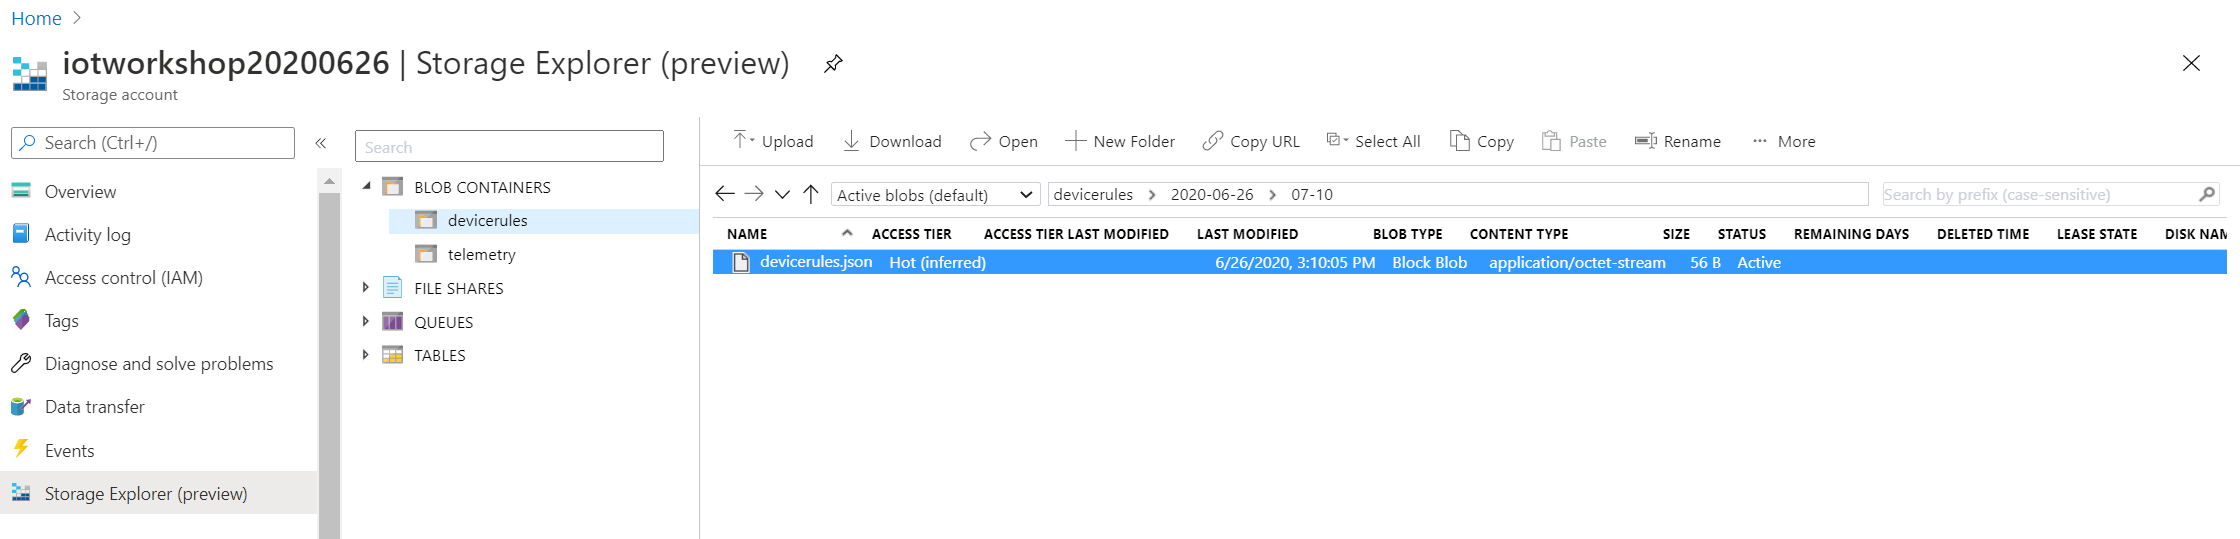 Home
iotworkshop20200626 | Storage Explorer (preview)
Storage account
Search (Ctrl+/)
Overview
Activity log
Access control (IAM)
Tags
Diagnose and solve problems
Data transfer
Events
Storage Explorer (preview)
Search
BLOB CONTAINERS
devicerules
telemetry
FILE SHARES
QUEUES
TABLES
Upload Download Open New Folder Copy URL Select All Copy Paste Rename ··· More
Active blobs (default) devicerules > 2020-06-26 > 07-10 Search by prefix (case-sensitive)
NAME ACCESS TIER ACCESS TIER LAST MODIFIED LAST MODIFIED BLOB TYPE CONTENT TYPE SIZE STATUS REMAINING DAYS DELETED TIME LEASE STATE DISK NAM
devicerules.json Hot (inferred) 6/26/2020, 3:10:05 PM Block Blob application/octet-stream 56 B Active